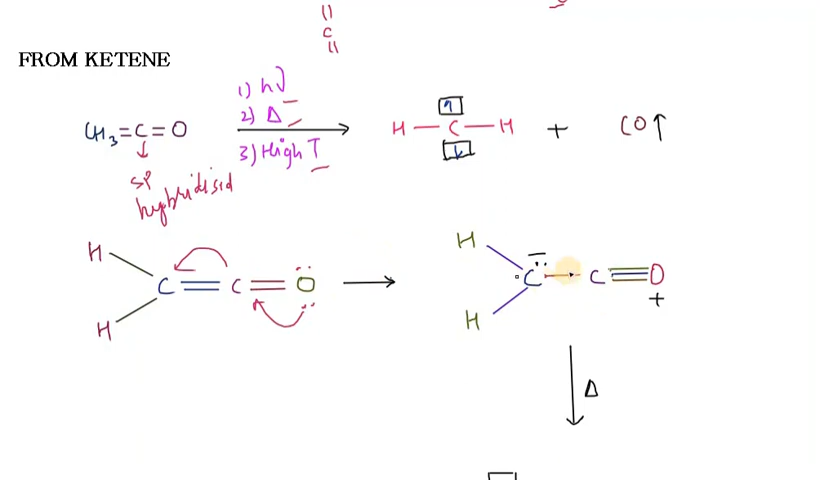 C
FROM KETENE
1) hν
2) Δ
3) High T
CH3=C=O
H—C—H + CO↑
sp
hybridised
H
H
C=C=O
H
H
C—C≡O
+
Δ